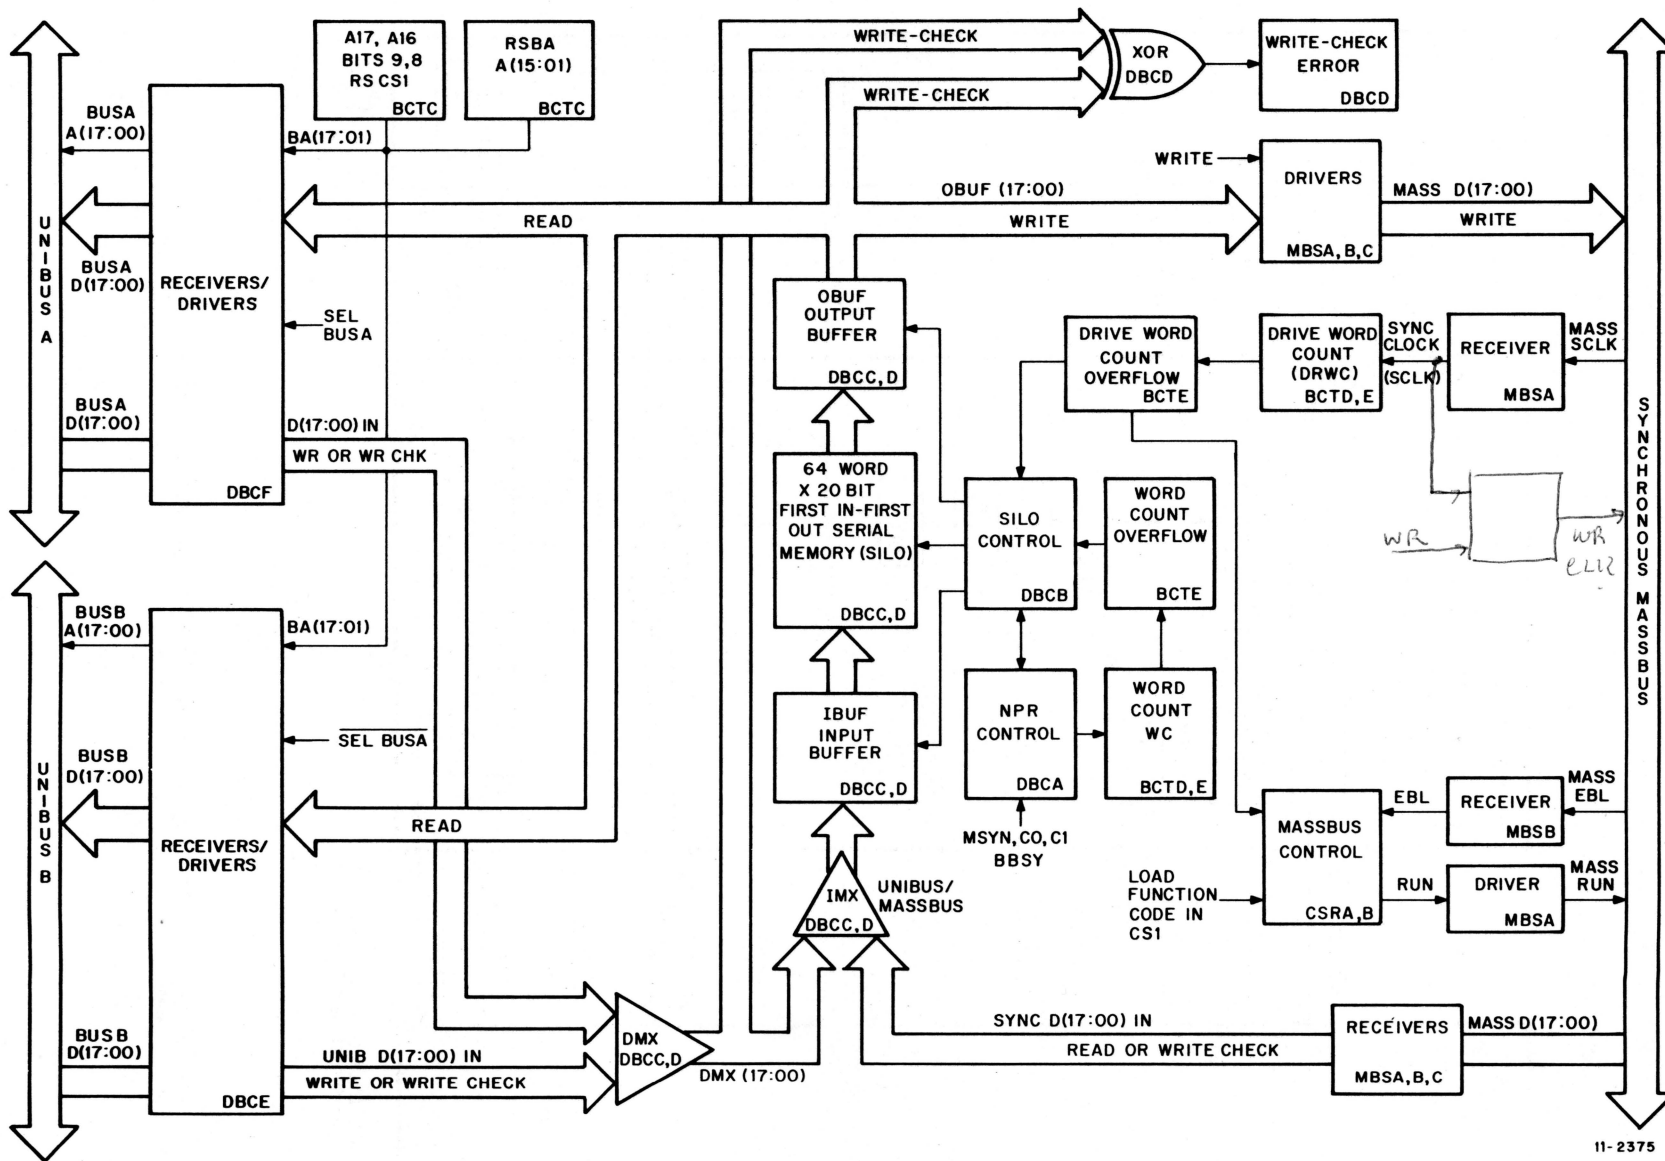 A17, A16
BITS 9,8
RS CS1
BCTC
RSBA
A(15:01)
BCTC
WRITE-CHECK
WRITE-CHECK
XOR
DBCD
WRITE-CHECK
ERROR
DBCD
UNIBUS A
BUSA
A(17:00)
BA(17:01)
BUSA
D(17:00)
RECEIVERS/
DRIVERS
SEL
BUSA
BUSA
D(17:00)
D(17:00) IN
WR OR WR CHK
DBCF
READ
OBUF (17:00)
WRITE
WRITE
DRIVERS
MBSA, B, C
MASS D(17:00)
WRITE
OBUF
OUTPUT
BUFFER
DBCC, D
DRIVE WORD
COUNT
OVERFLOW
BCTE
DRIVE WORD
COUNT
(DRWC)
BCTD, E
SYNC
CLOCK
(SCLK)
RECEIVER
MBSA
MASS
SCLK
SYNCHRONOUS MASSBUS
64 WORD
X 20 BIT
FIRST IN-FIRST
OUT SERIAL
MEMORY (SILO)
DBCC, D
SILO
CONTROL
DBCB
WORD
COUNT
OVERFLOW
BCTE
WR
WR
CLK
UNIBUS B
BUSB
A(17:00)
BA(17:01)
SEL BUSA
BUSB
D(17:00)
RECEIVERS/
DRIVERS
READ
BUSB
D(17:00)
UNIB D(17:00) IN
WRITE OR WRITE CHECK
DBCE
IBUF
INPUT
BUFFER
DBCC, D
NPR
CONTROL
DBCA
WORD
COUNT
WC
BCTD, E
MSYN, C0, C1
BBSY
IMX
DBCC, D
UNIBUS/
MASSBUS
LOAD
FUNCTION
CODE IN
CS1
MASSBUS
CONTROL
CSRA, B
EBL
RECEIVER
MBSB
MASS
EBL
RUN
DRIVER
MBSA
MASS
RUN
DMX
DBCC, D
DMX (17:00)
SYNC D(17:00) IN
READ OR WRITE CHECK
RECEIVERS
MBSA, B, C
MASS D(17:00)
11-2375